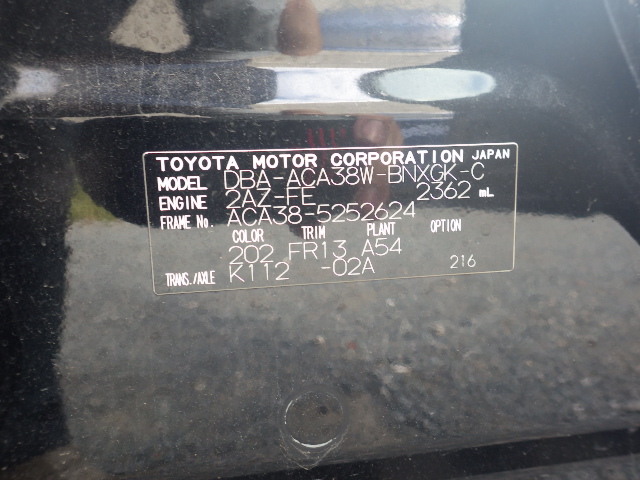 TOYOTA MOTOR CORPORATION JAPAN
MODEL DBA-ACA38W-BNXGK-C
ENGINE 2AZ-FE 2362 mL
FRAME No. ACA38-5252624
COLOR TRIM PLANT OPTION
202 FR13 A54
TRANS./AXLE K112 -02A 216